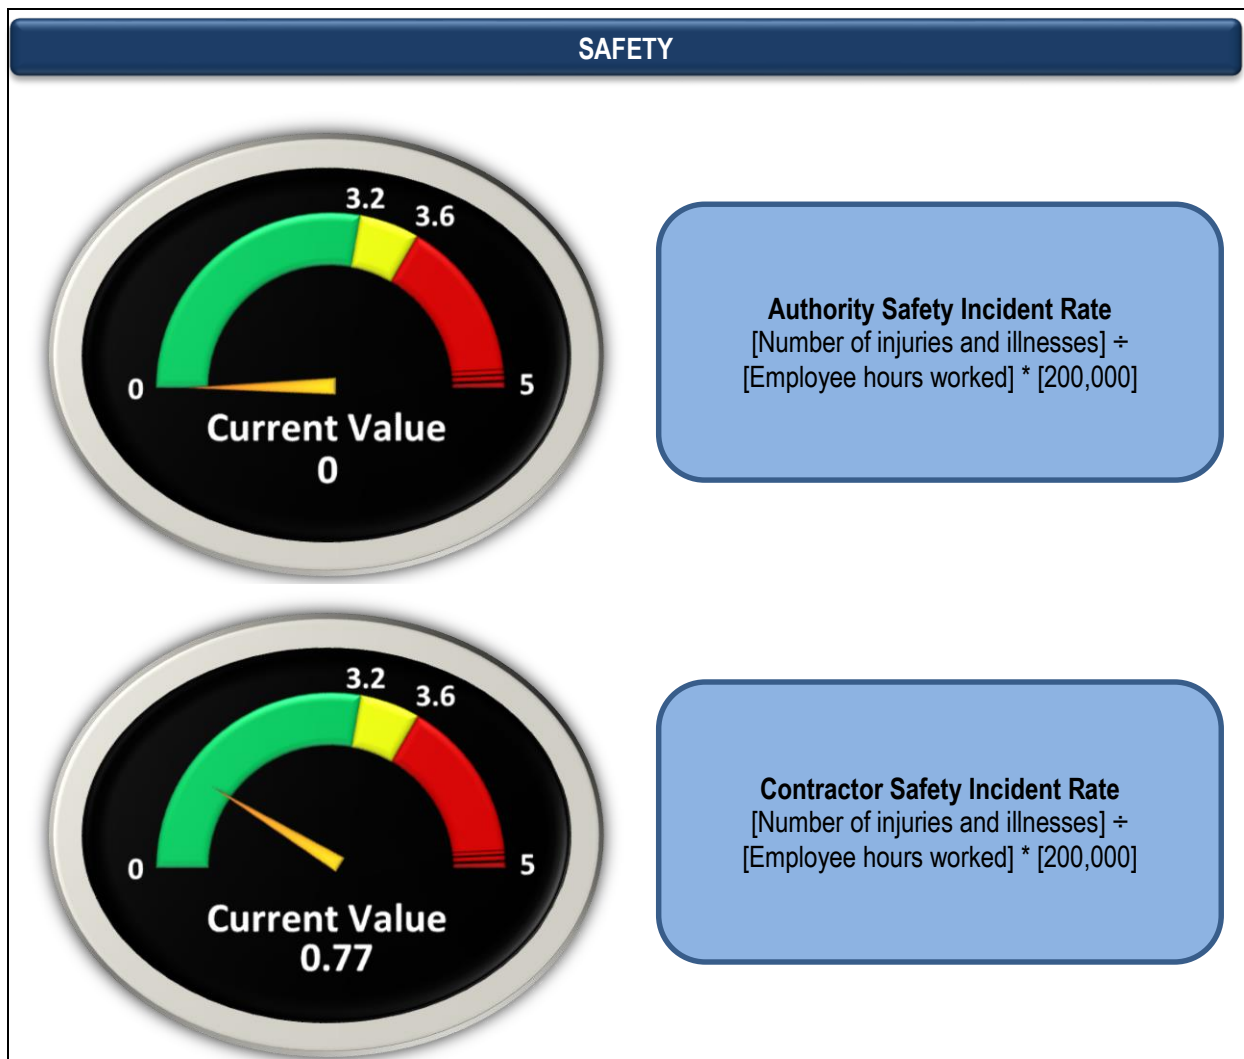 SAFETY
3.2
3.6
0
5
Current Value
0
Authority Safety Incident Rate
[Number of injuries and illnesses] ÷
[Employee hours worked] * [200,000]
3.2
3.6
0
5
Current Value
0.77
Contractor Safety Incident Rate
[Number of injuries and illnesses] ÷
[Employee hours worked] * [200,000]